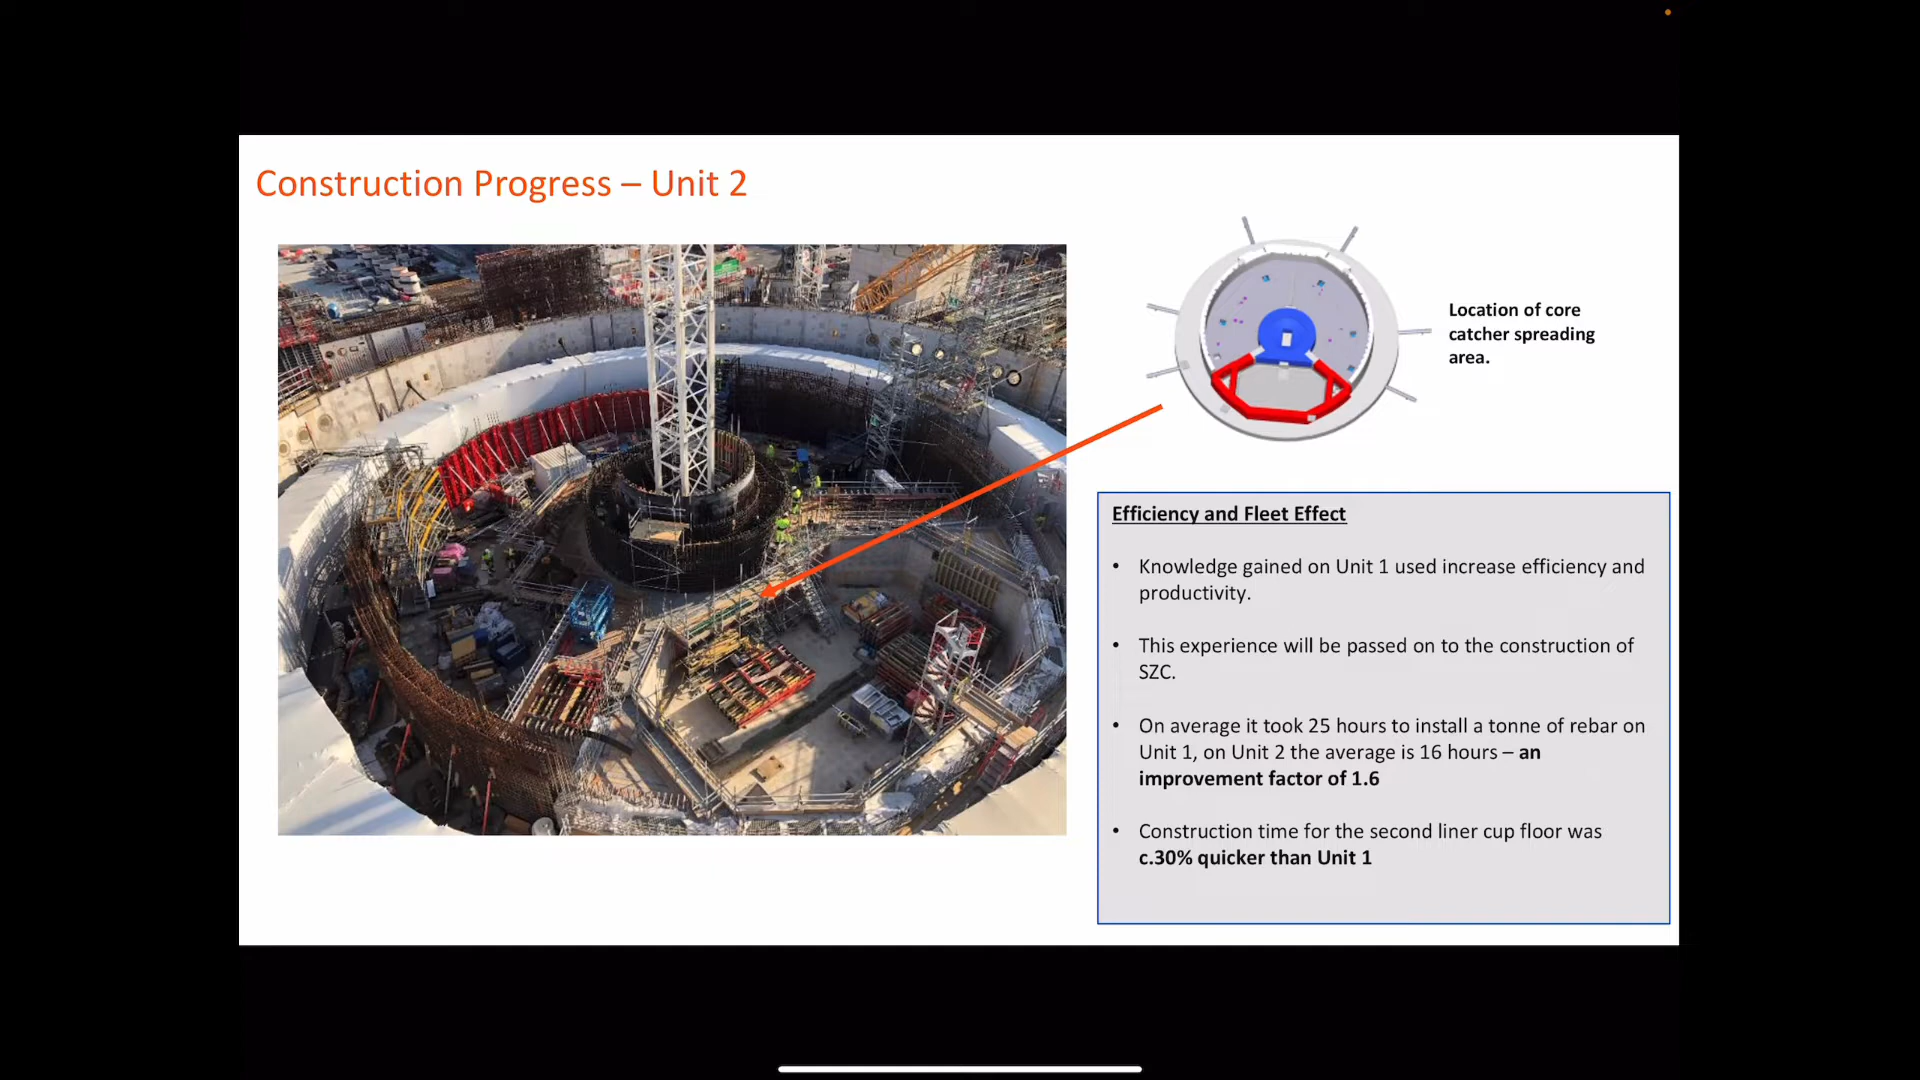 Construction Progress – Unit 2
Location of core
catcher spreading
area.
Efficiency and Fleet Effect
• Knowledge gained on Unit 1 used increase efficiency and
productivity.
• This experience will be passed on to the construction of
SZC.
• On average it took 25 hours to install a tonne of rebar on
Unit 1, on Unit 2 the average is 16 hours – an
improvement factor of 1.6
• Construction time for the second liner cup floor was
c.30% quicker than Unit 1